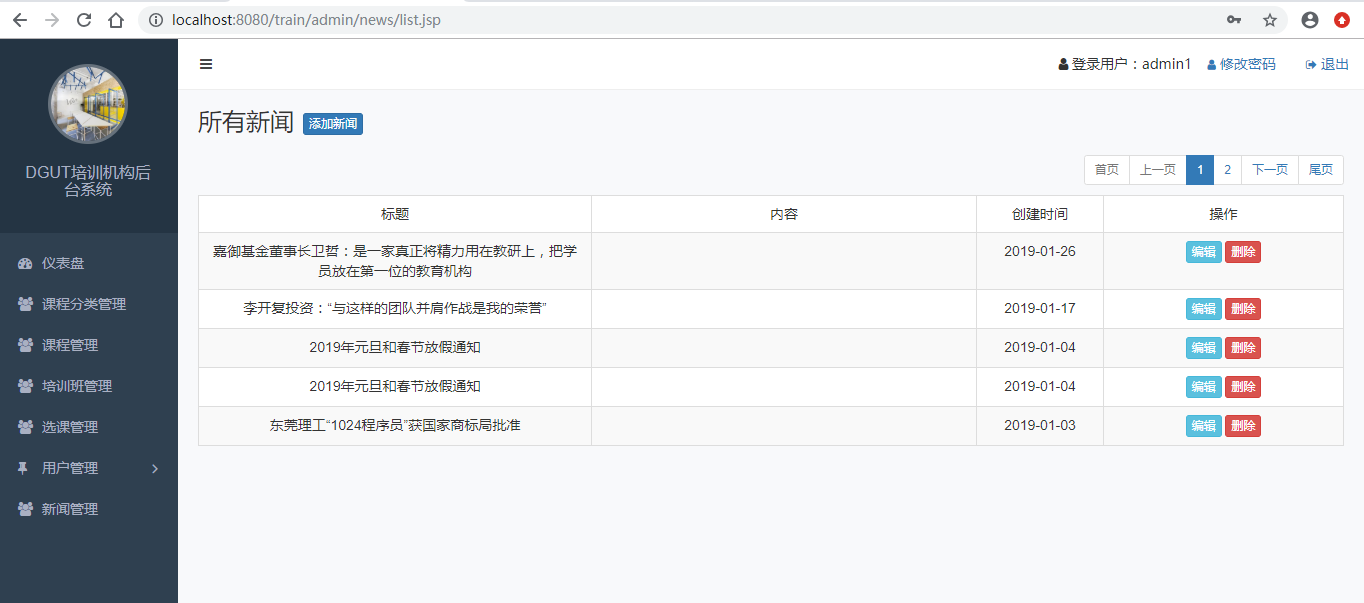 localhost:8080/train/admin/news/list.jsp
DGUT培训机构后
台系统
仪表盘
课程分类管理
课程管理
培训班管理
选课管理
用户管理
新闻管理
登录用户：admin1 修改密码 退出
所有新闻 添加新闻
首页 上一页 1 2 下一页 尾页
标题 内容 创建时间 操作
嘉御基金董事长卫哲：是一家真正将精力用在教研上，把学 2019-01-26 编辑 删除
员放在第一位的教育机构
李开复投资：“与这样的团队并肩作战是我的荣誉” 2019-01-17 编辑 删除
2019年元旦和春节放假通知 2019-01-04 编辑 删除
2019年元旦和春节放假通知 2019-01-04 编辑 删除
东莞理工“1024程序员”获国家商标局批准 2019-01-03 编辑 删除